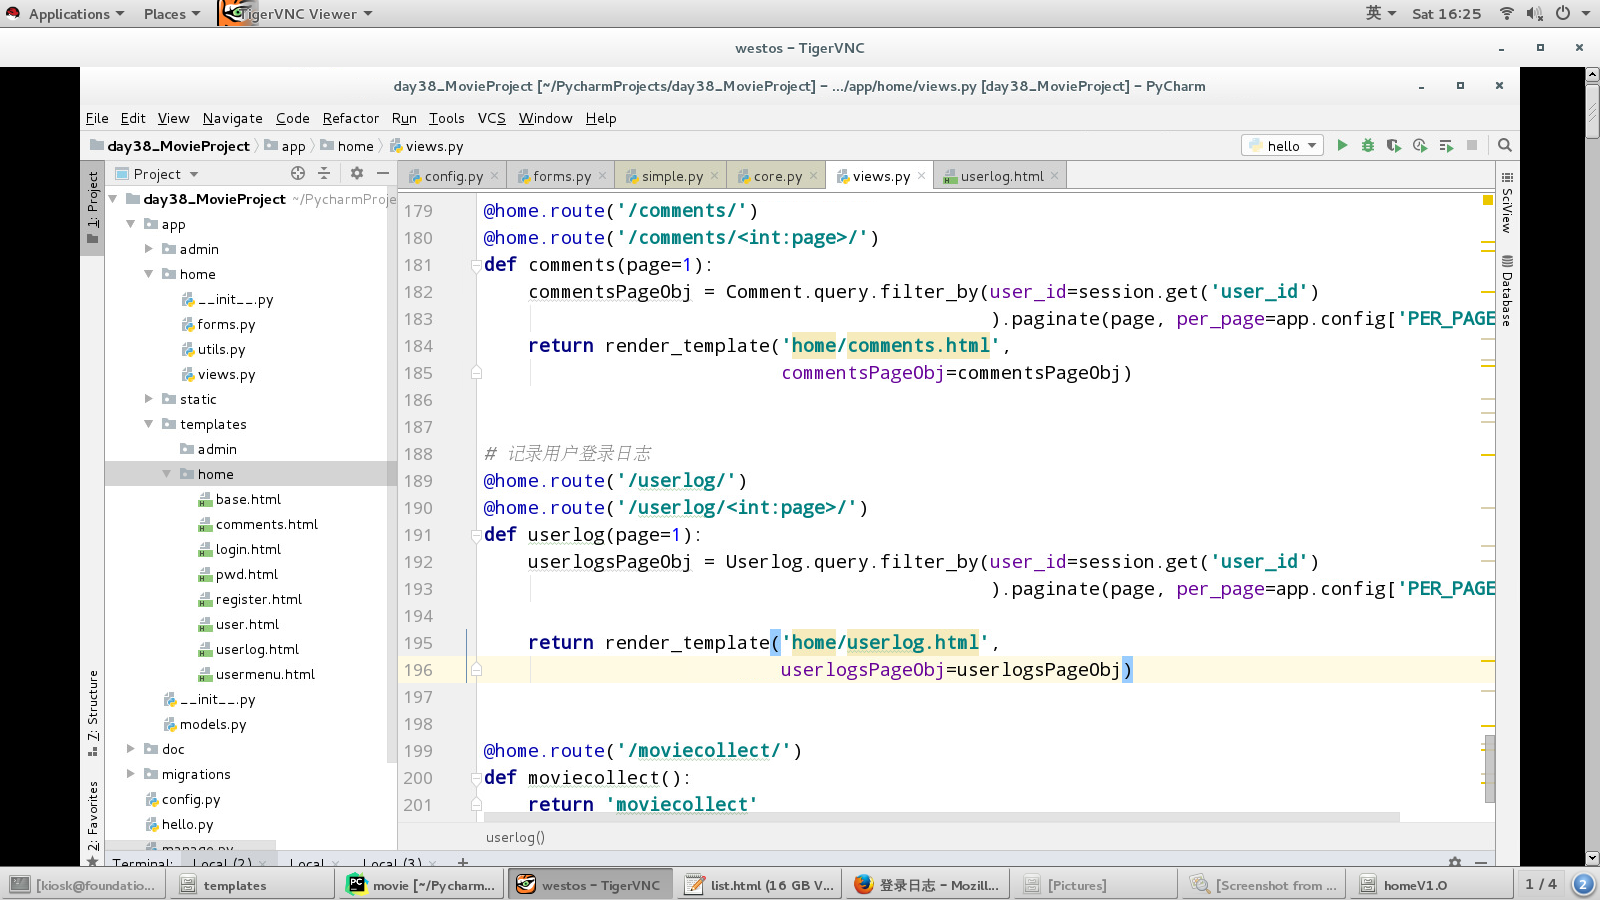 Applications Places TigerVNC Viewer 英 Sat 16:25
westos - TigerVNC
day38_MovieProject [~/PycharmProjects/day38_MovieProject] - .../app/home/views.py [day38_MovieProject] - PyCharm
File Edit View Navigate Code Refactor Run Tools VCS Window Help
day38_MovieProject app home views.py hello
Project config.py forms.py simple.py core.py views.py userlog.html
1: Project
7: Structure
2: Favorites
SciView
Database
day38_MovieProject ~/PycharmProje
app
admin
home
__init__.py
forms.py
utils.py
views.py
static
templates
admin
home
base.html
comments.html
login.html
pwd.html
register.html
user.html
userlog.html
usermenu.html
__init__.py
models.py
doc
migrations
config.py
hello.py
manage.py
179 @home.route('/comments/')
180 @home.route('/comments/<int:page>/')
181 def comments(page=1):
182 commentsPageObj = Comment.query.filter_by(user_id=session.get('user_id')
183 ).paginate(page, per_page=app.config['PER_PAGE
184 return render_template('home/comments.html',
185 commentsPageObj=commentsPageObj)
186
187
188 # 记录用户登录日志
189 @home.route('/userlog/')
190 @home.route('/userlog/<int:page>/')
191 def userlog(page=1):
192 userlogsPageObj = Userlog.query.filter_by(user_id=session.get('user_id')
193 ).paginate(page, per_page=app.config['PER_PAGE
194
195 return render_template('home/userlog.html',
196 userlogsPageObj=userlogsPageObj)
197
198
199 @home.route('/moviecollect/')
200 def moviecollect():
201 return 'moviecollect'
userlog()
Terminal: Local (2) Local Local (3)
[kiosk@foundatio... templates movie [~/Pycharm... westos - TigerVNC list.html (16 GB V... 登录日志 - Mozill... [Pictures] [Screenshot from ... homeV1.0 1 / 4 2